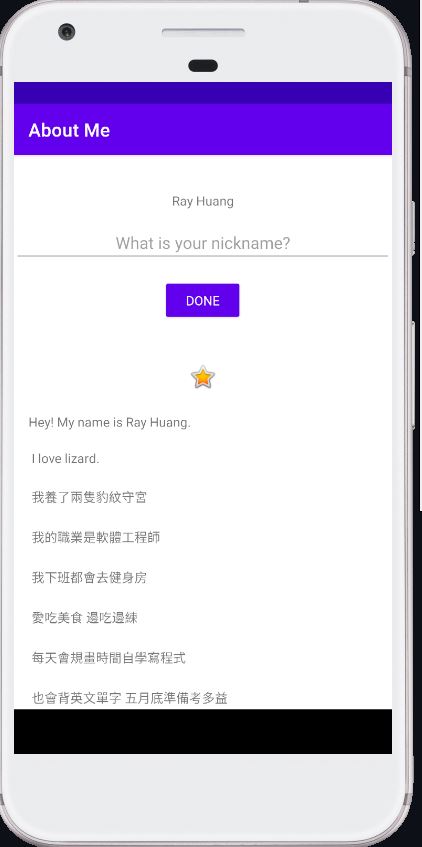 About Me
Ray Huang
What is your nickname?
DONE
Hey! My name is Ray Huang.
I love lizard.
我養了兩隻豹紋守宮
我的職業是軟體工程師
我下班都會去健身房
愛吃美食 邊吃邊練
每天會規畫時間自學寫程式
也會背英文單字 五月底準備考多益